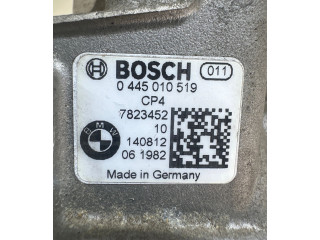 BOSCH 011
0 445 010 519
CP4
7823452
10
140812
06 1982
BMW
Made in Germany